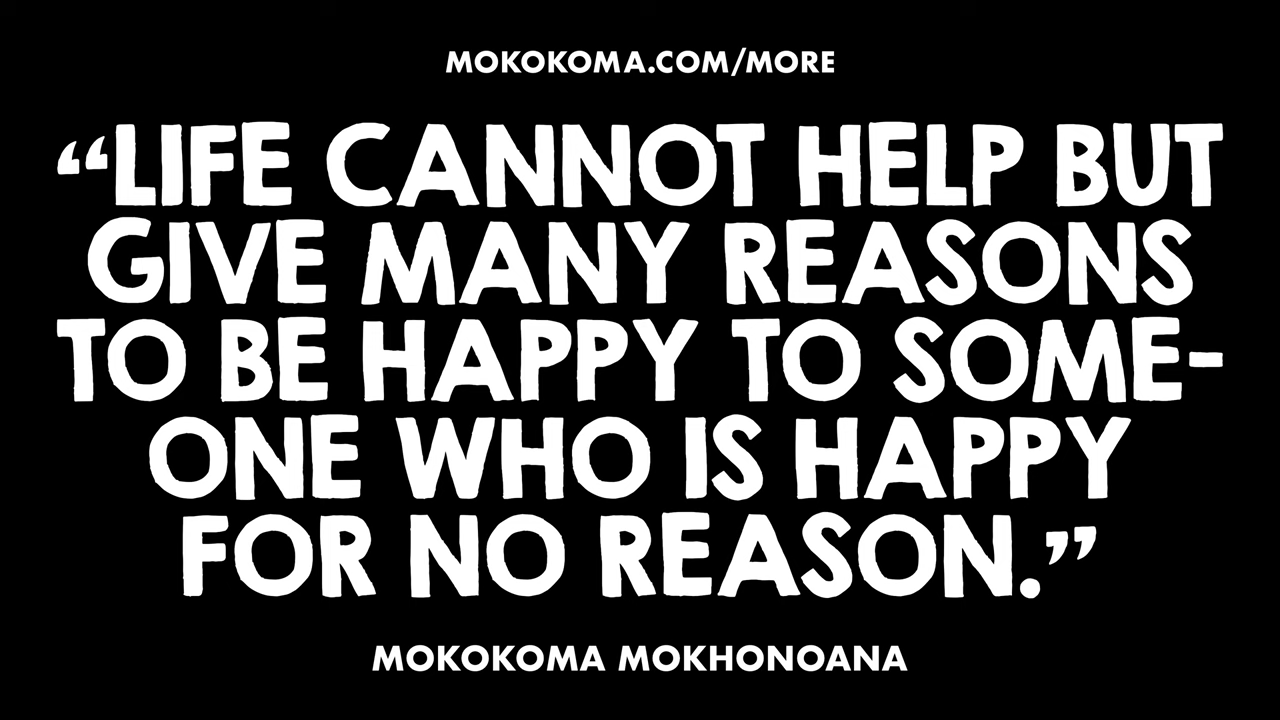 MOKOKOMA.COM/MORE
“LIFE CANNOT HELP BUT
GIVE MANY REASONS
TO BE HAPPY TO SOME-
ONE WHO IS HAPPY
FOR NO REASON.”
MOKOKOMA MOKHONOANA